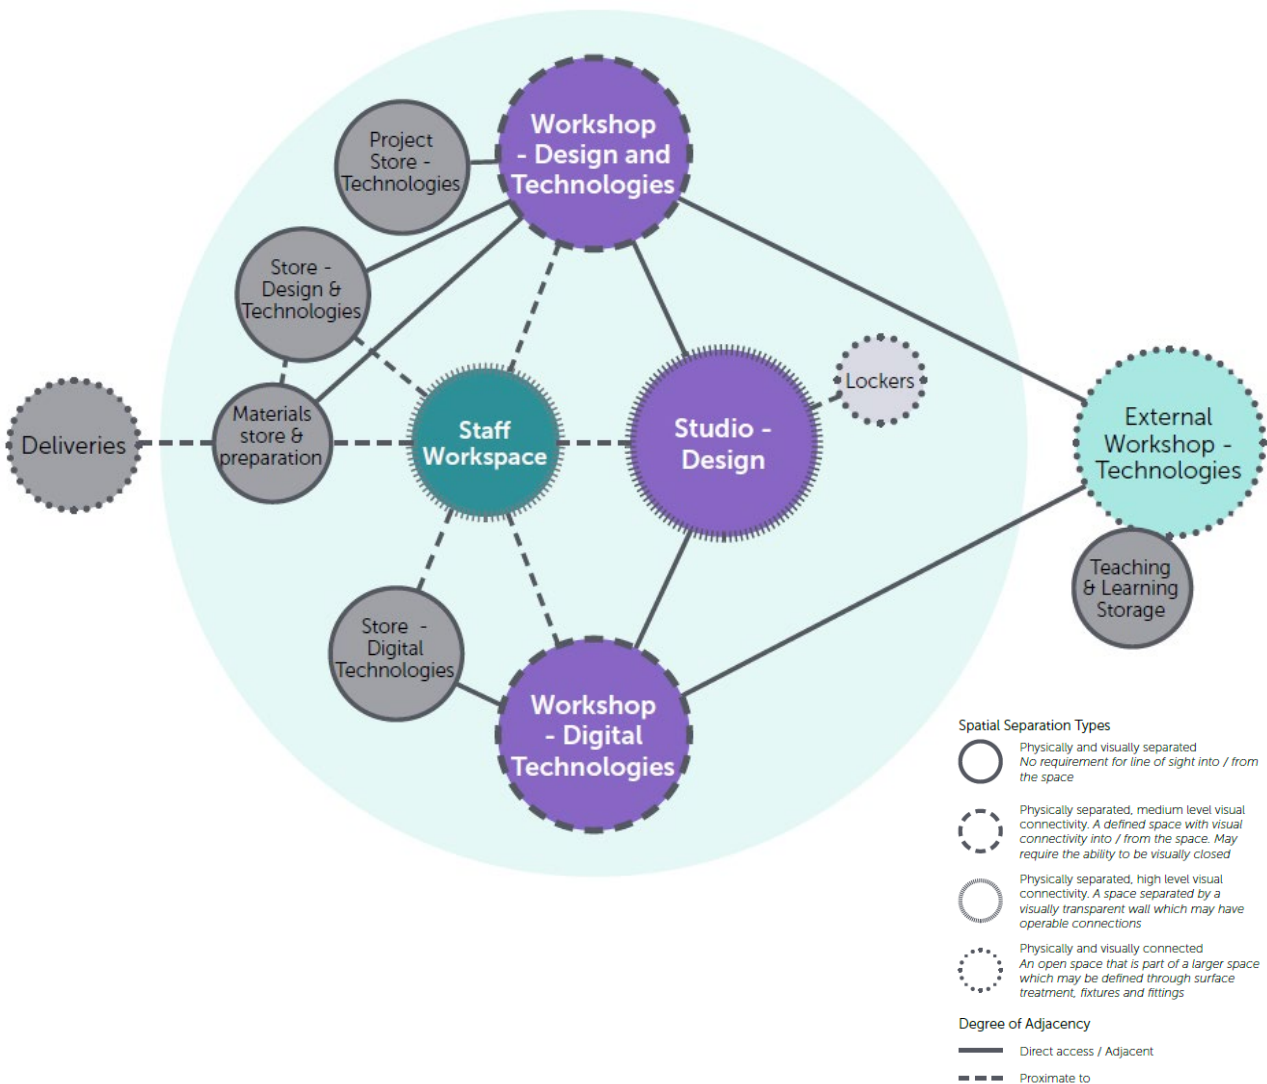 Workshop
- Design and
Technologies
Project
Store -
Technologies
Store -
Design &
Technologies
Lockers
Deliveries
Materials
store &
preparation
Staff
Workspace
Studio -
Design
External
Workshop -
Technologies
Teaching
& Learning
Storage
Store -
Digital
Technologies
Workshop
- Digital
Technologies
Spatial Separation Types
Physically and visually separated
No requirement for line of sight into / from
the space
Physically separated, medium level visual
connectivity. A defined space with visual
connectivity into / from the space. May
require the ability to be visually closed
Physically separated, high level visual
connectivity. A space separated by a
visually transparent wall which may have
operable connections
Physically and visually connected
An open space that is part of a larger space
which may be defined through surface
treatment, fixtures and fittings
Degree of Adjacency
Direct access / Adjacent
Proximate to